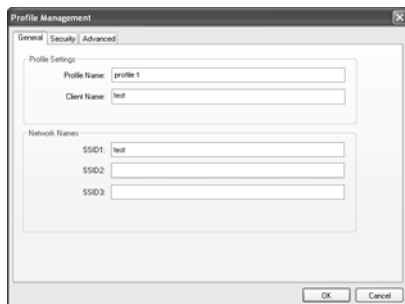 Profile Management
General Security Advanced
Profile Settings
Profile Name: profile 1
Client Name: test
Network Names
SSID1: test
SSID2:
SSID3:
OK Cancel